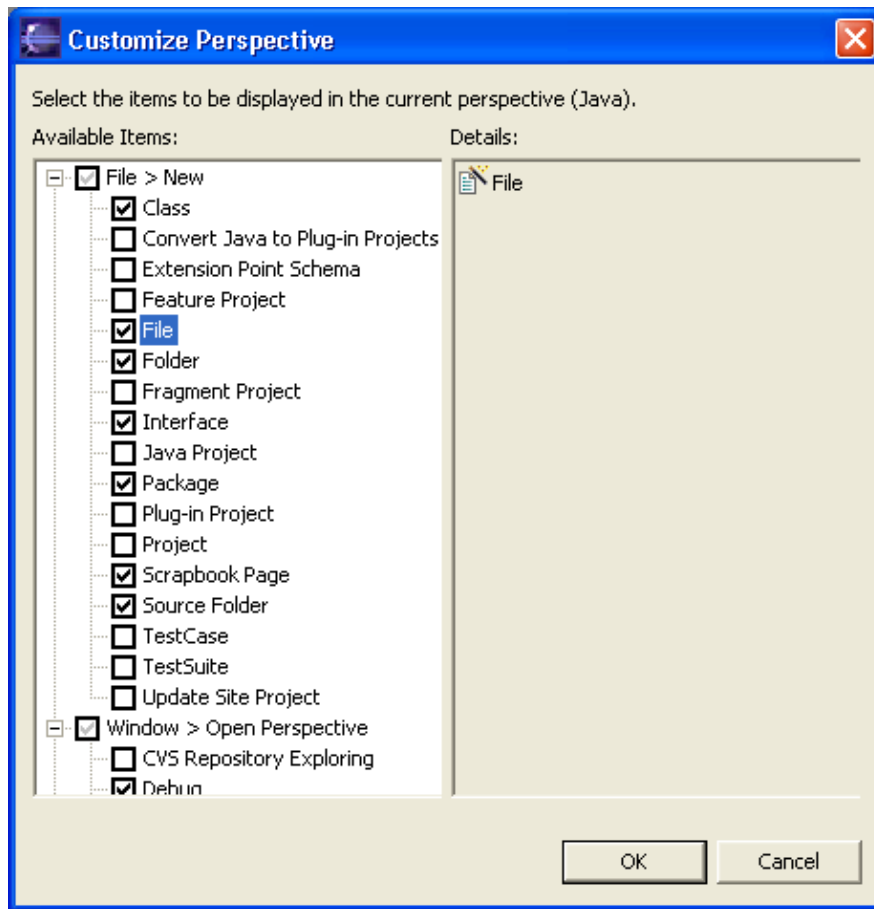 Customize Perspective
Select the items to be displayed in the current perspective (Java).
Available Items:
Details:
File > New
Class
Convert Java to Plug-in Projects
Extension Point Schema
Feature Project
File
Folder
Fragment Project
Interface
Java Project
Package
Plug-in Project
Project
Scrapbook Page
Source Folder
TestCase
TestSuite
Update Site Project
Window > Open Perspective
CVS Repository Exploring
Debug
File
OK
Cancel